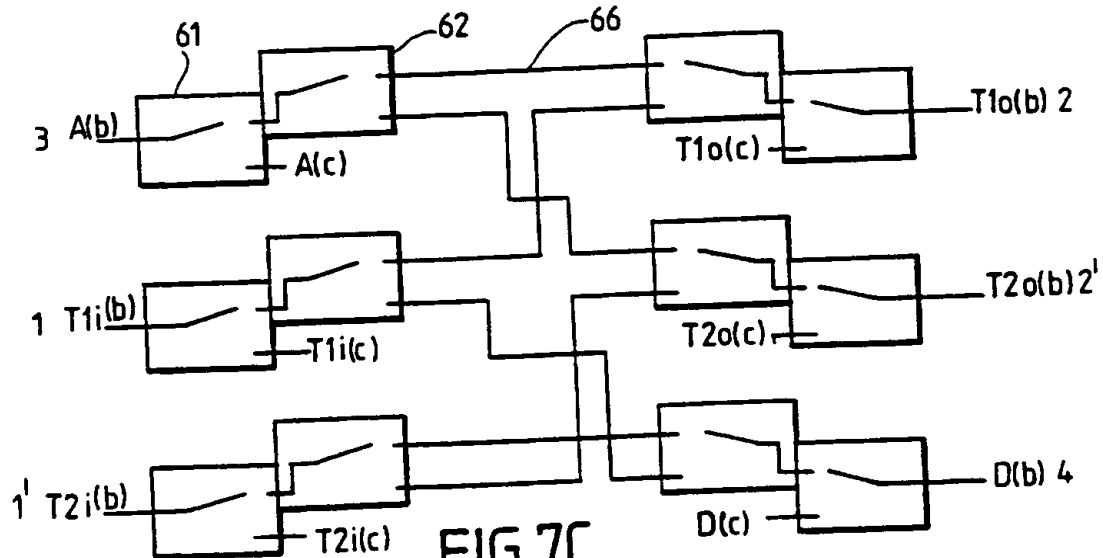 61
62
66
3 A(b)
A(c)
T1o(b) 2
T1o(c)
1 T1i(b)
T1i(c)
T2o(b) 2'
T2o(c)
1' T2i(b)
T2i(c)
D(b) 4
D(c)
FIG.7C